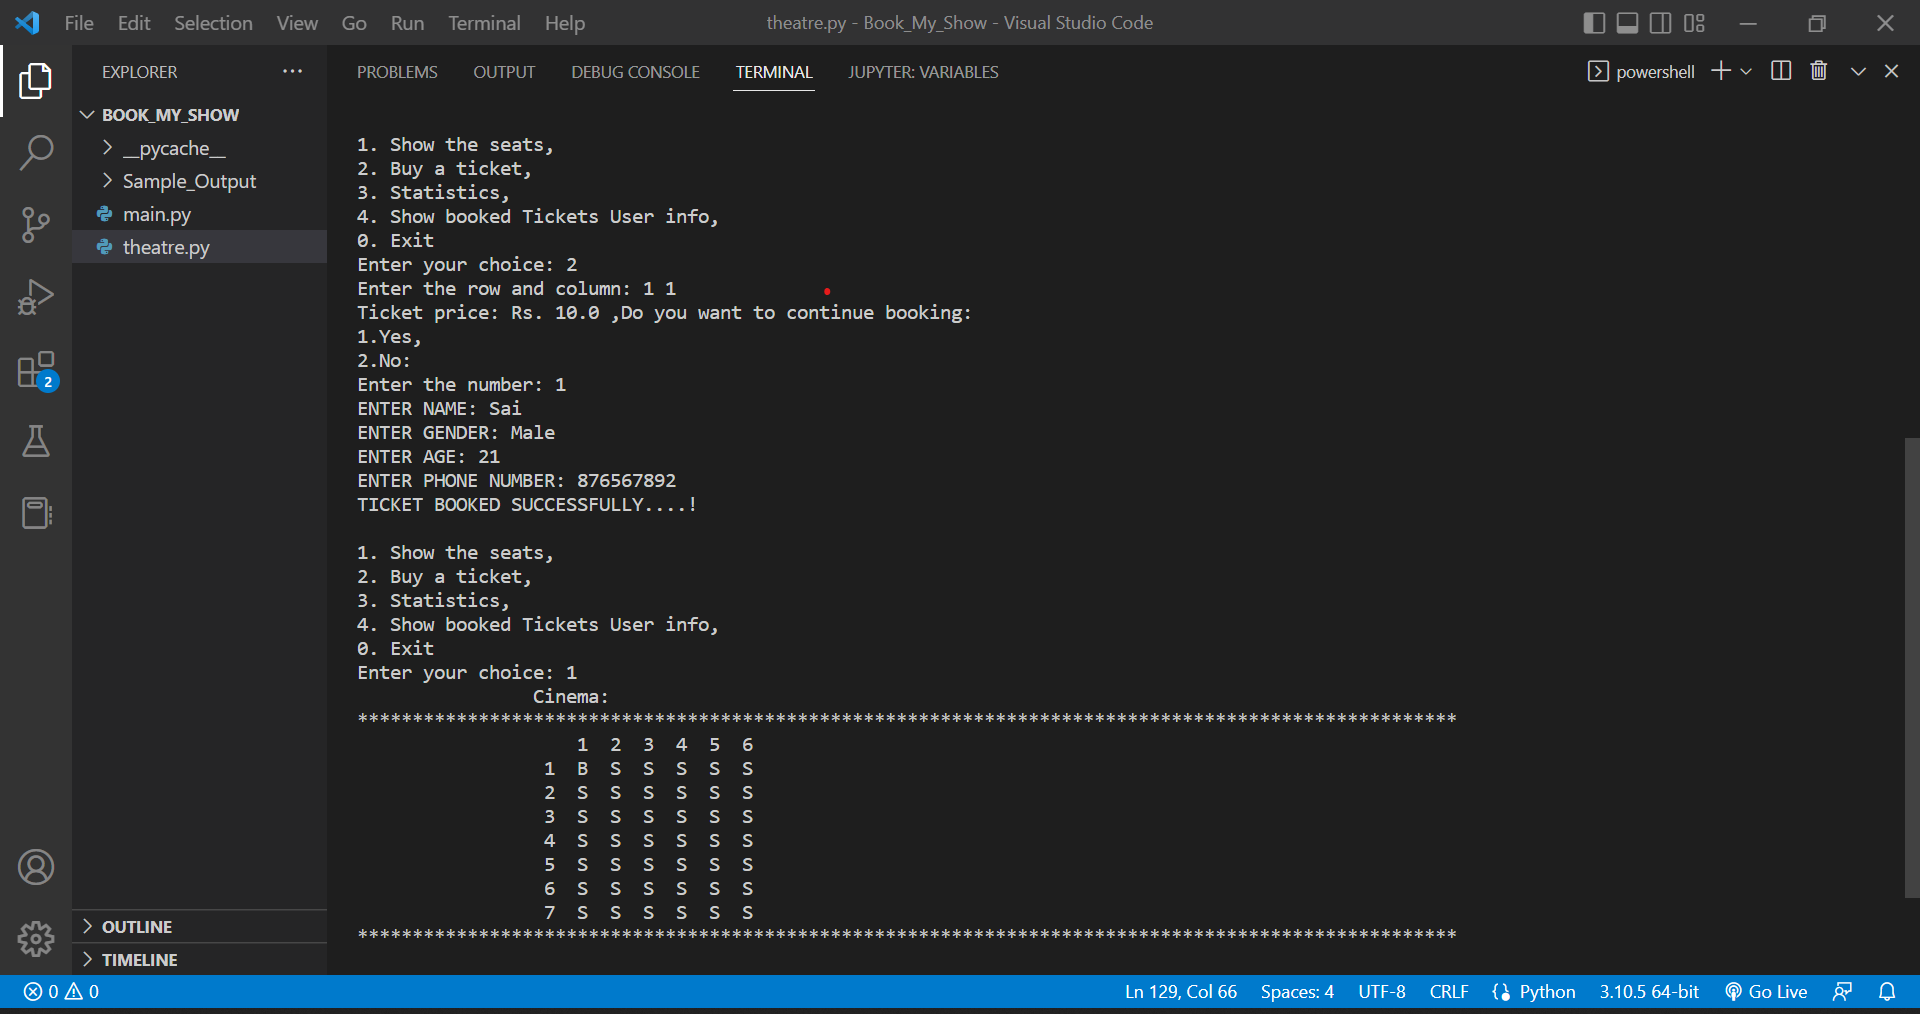 File Edit Selection View Go Run Terminal Help theatre.py - Book_My_Show - Visual Studio Code
EXPLORER
BOOK_MY_SHOW
__pycache__
Sample_Output
main.py
theatre.py
2
OUTLINE
TIMELINE
PROBLEMS OUTPUT DEBUG CONSOLE TERMINAL JUPYTER: VARIABLES powershell
1. Show the seats,
2. Buy a ticket,
3. Statistics,
4. Show booked Tickets User info,
0. Exit
Enter your choice: 2
Enter the row and column: 1 1
Ticket price: Rs. 10.0 ,Do you want to continue booking:
1.Yes,
2.No:
Enter the number: 1
ENTER NAME: Sai
ENTER GENDER: Male
ENTER AGE: 21
ENTER PHONE NUMBER: 876567892
TICKET BOOKED SUCCESSFULLY....!
1. Show the seats,
2. Buy a ticket,
3. Statistics,
4. Show booked Tickets User info,
0. Exit
Enter your choice: 1
Cinema:
****************************************************************************************************
1 2 3 4 5 6
1 B S S S S S
2 S S S S S S
3 S S S S S S
4 S S S S S S
5 S S S S S S
6 S S S S S S
7 S S S S S S
****************************************************************************************************
0 0 Ln 129, Col 66 Spaces: 4 UTF-8 CRLF Python 3.10.5 64-bit Go Live